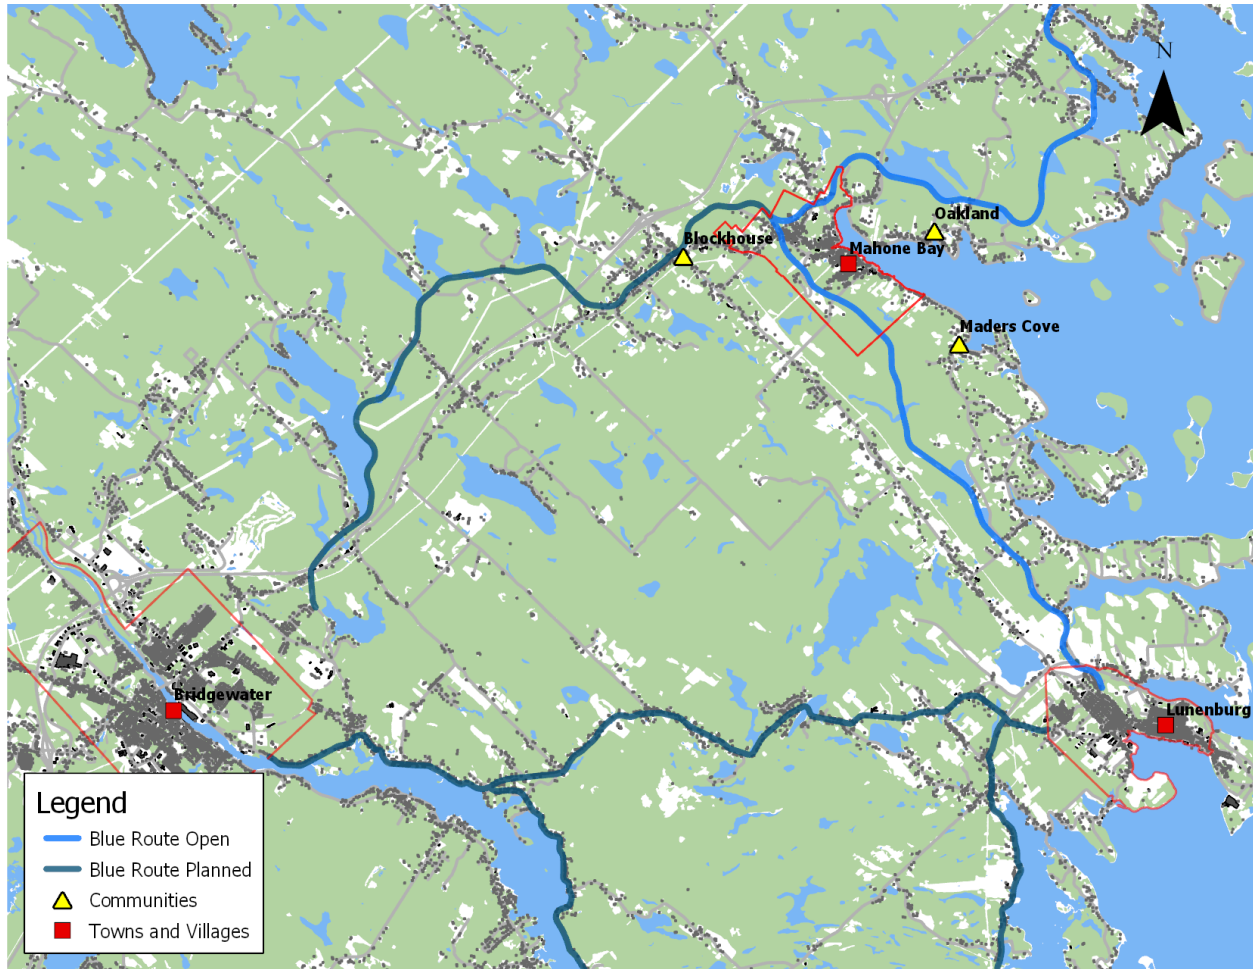 N
Oakland
Blockhouse
Mahone Bay
Maders Cove
Bridgewater
Lunenburg
Legend
Blue Route Open
Blue Route Planned
Communities
Towns and Villages